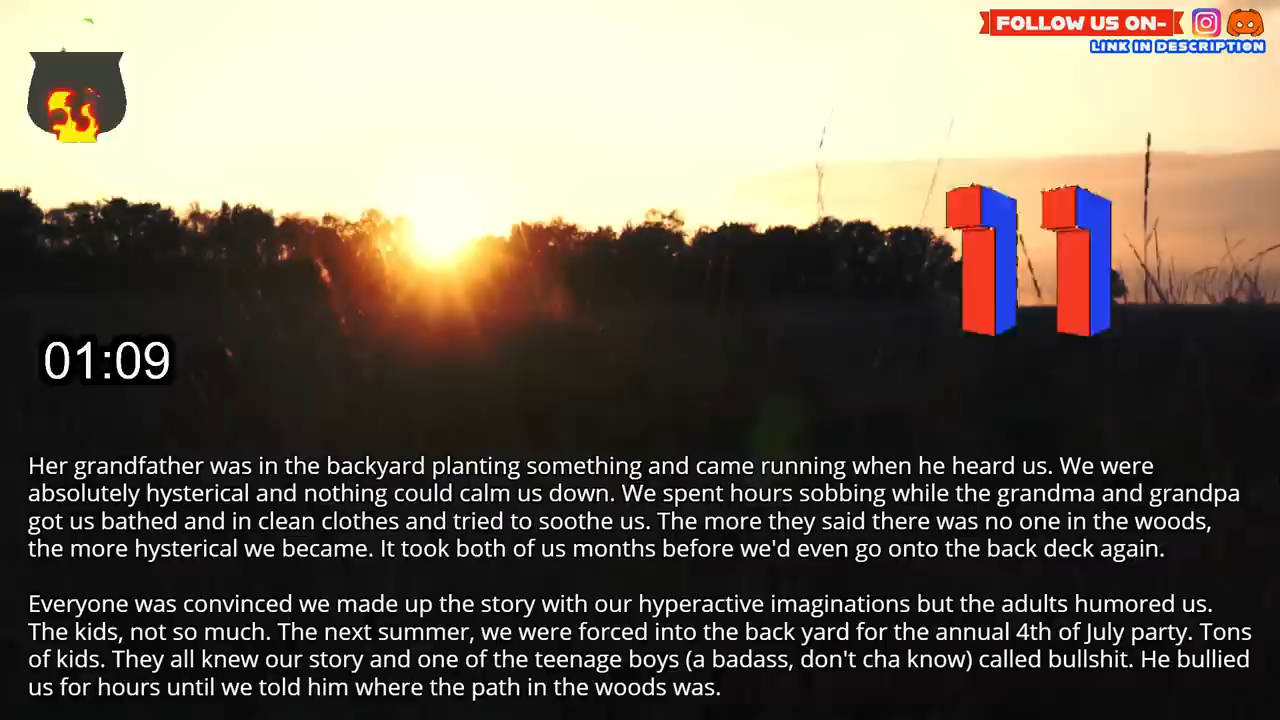 FOLLOW US ON-
LINK IN DESCRIPTION
11
01:09
Her grandfather was in the backyard planting something and came running when he heard us. We were
absolutely hysterical and nothing could calm us down. We spent hours sobbing while the grandma and grandpa
got us bathed and in clean clothes and tried to soothe us. The more they said there was no one in the woods,
the more hysterical we became. It took both of us months before we'd even go onto the back deck again.
Everyone was convinced we made up the story with our hyperactive imaginations but the adults humored us.
The kids, not so much. The next summer, we were forced into the back yard for the annual 4th of July party. Tons
of kids. They all knew our story and one of the teenage boys (a badass, don't cha know) called bullshit. He bullied
us for hours until we told him where the path in the woods was.